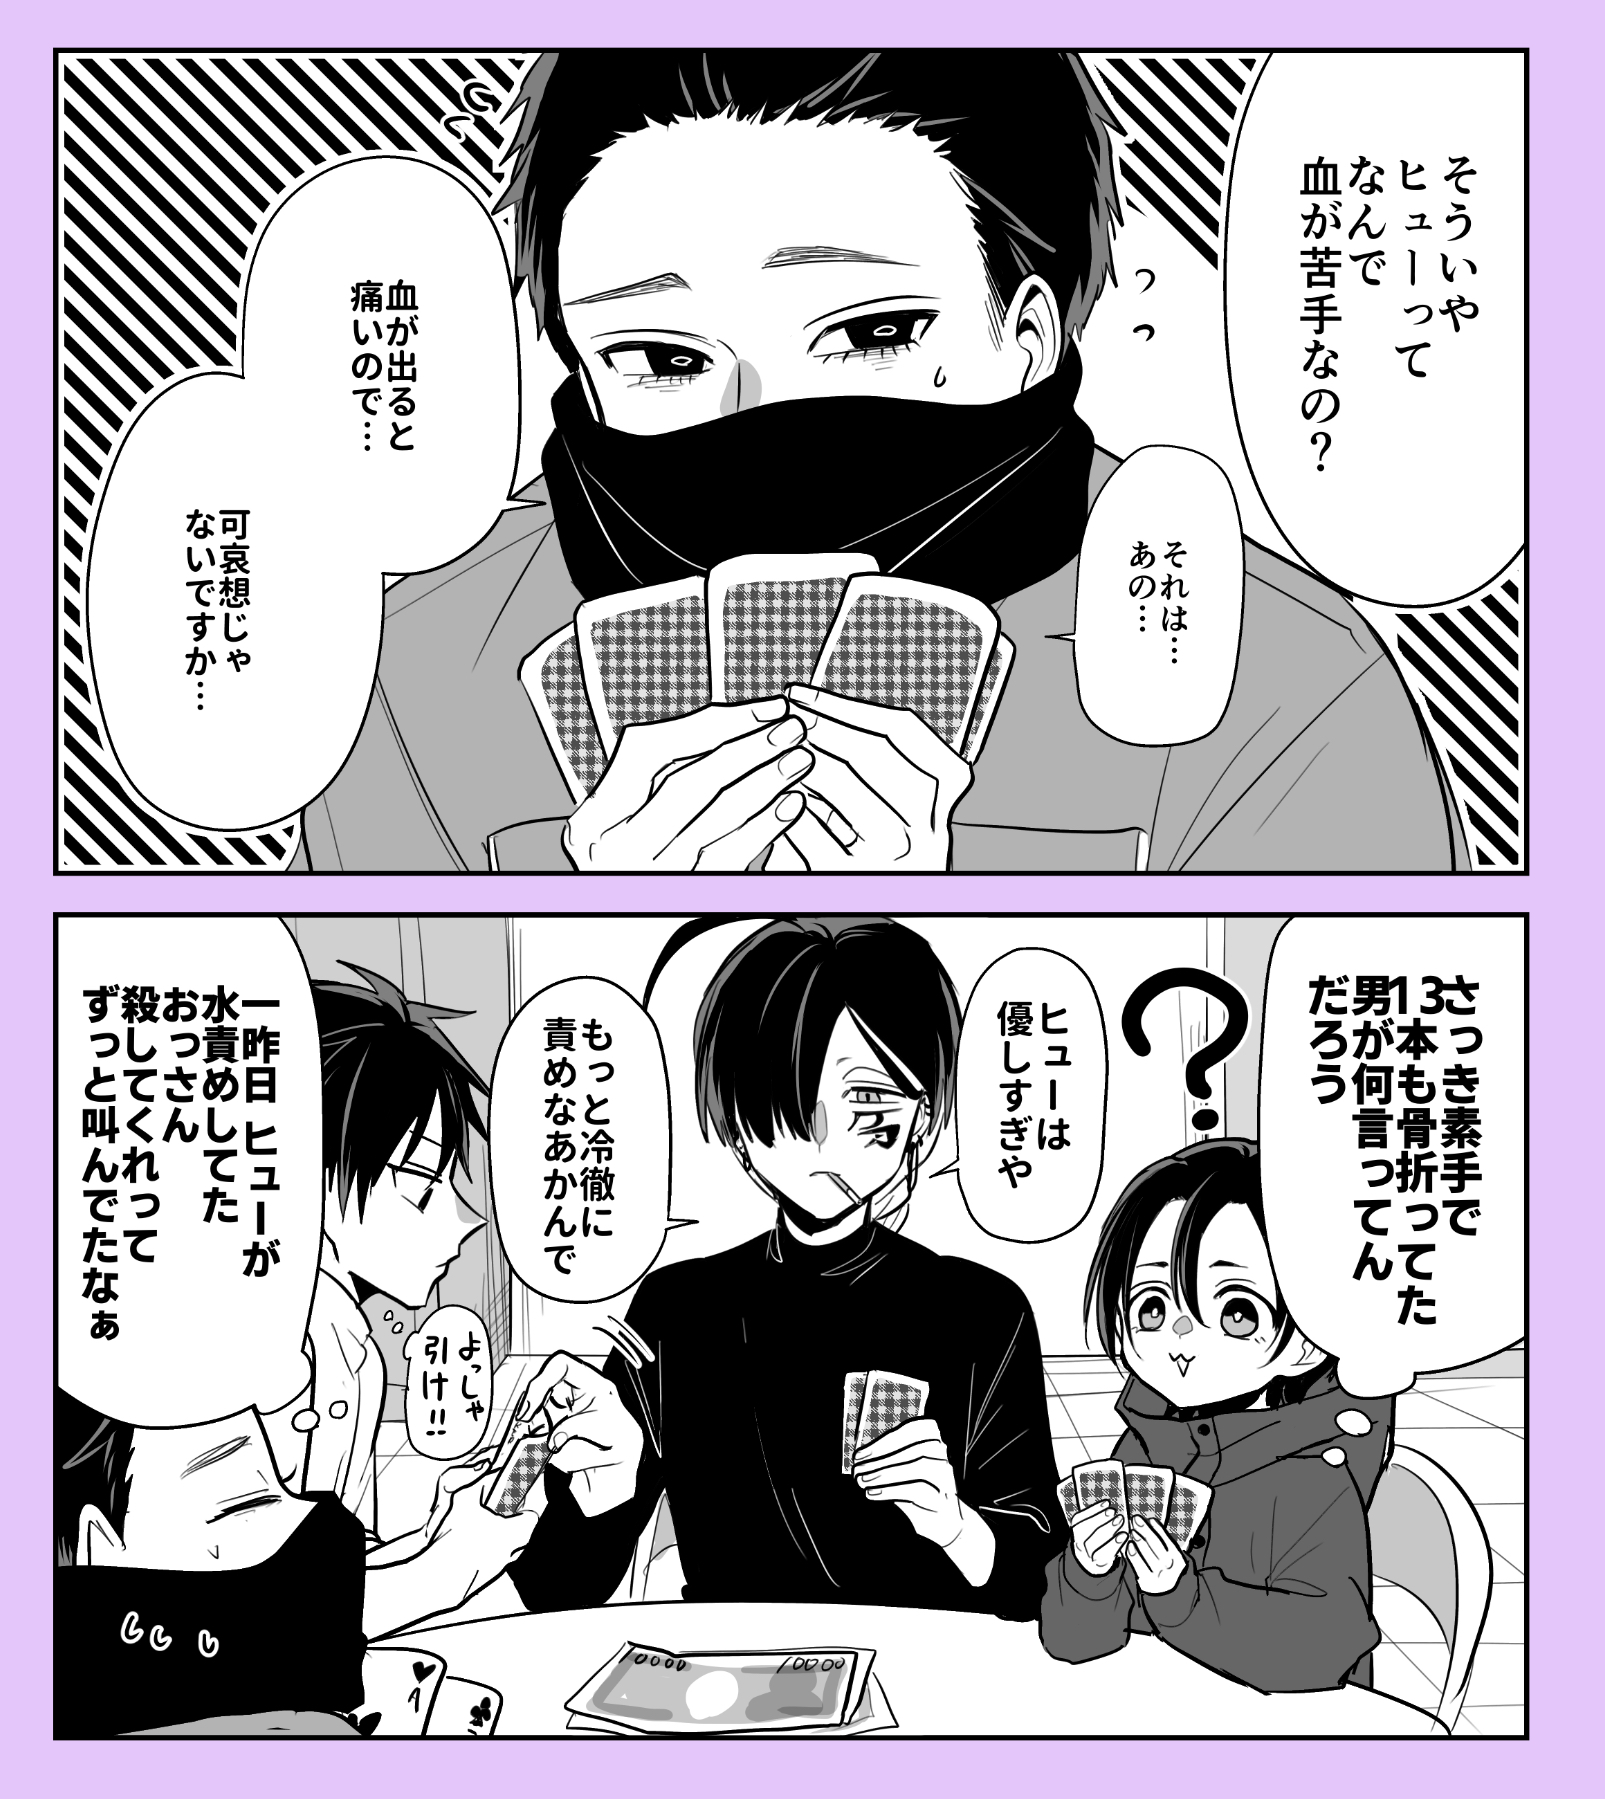 そういや
ヒューって
なんで
血が苦手なの？
それは…
あの…
血が出ると
痛いので…
可哀想じゃ
ないですか…
さっき素手で
13本も骨折ってた
男が何言ってん
だろう
?
ヒューは
優しすぎや
もっと冷徹に
責めなあかんで
よっしゃ
引け!!
一昨日 ヒューが
水責めしてた
おっさん
殺してくれって
ずっと叫んでたなぁ
10000
10000
A